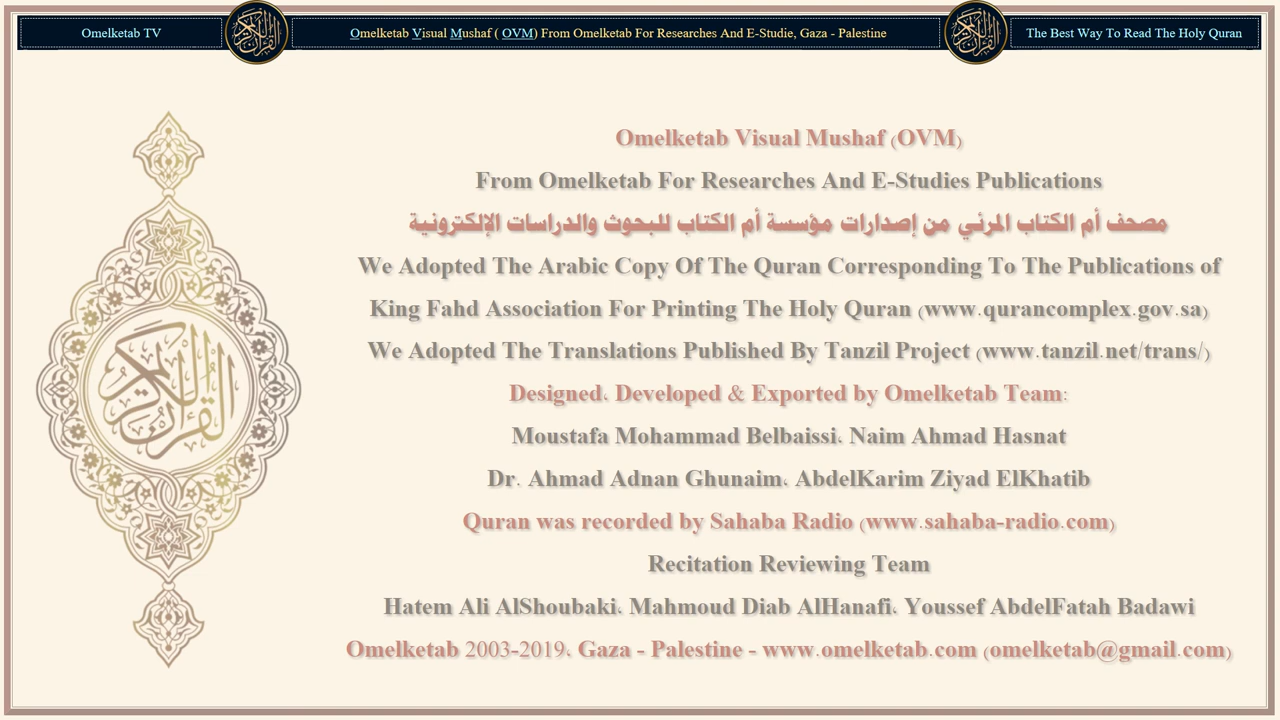 Omelketab TV
Omelketab Visual Mushaf ( OVM) From Omelketab For Researches And E-Studie, Gaza - Palestine
The Best Way To Read The Holy Quran
Omelketab Visual Mushaf (OVM)
From Omelketab For Researches And E-Studies Publications
مصحف أم الكتاب المرئي من إصدارات مؤسسة أم الكتاب للبحوث والدراسات الإلكترونية
We Adopted The Arabic Copy Of The Quran Corresponding To The Publications of
King Fahd Association For Printing The Holy Quran (www.qurancomplex.gov.sa)
We Adopted The Translations Published By Tanzil Project (www.tanzil.net/trans/)
Designed، Developed & Exported by Omelketab Team:
Moustafa Mohammad Belbaissi، Naim Ahmad Hasnat
Dr. Ahmad Adnan Ghunaim، AbdelKarim Ziyad ElKhatib
Quran was recorded by Sahaba Radio (www.sahaba-radio.com)
Recitation Reviewing Team
Hatem Ali AlShoubaki، Mahmoud Diab AlHanafi، Youssef AbdelFatah Badawi
Omelketab 2003-2019، Gaza - Palestine - www.omelketab.com (omelketab@gmail.com)
القرآن الكريم